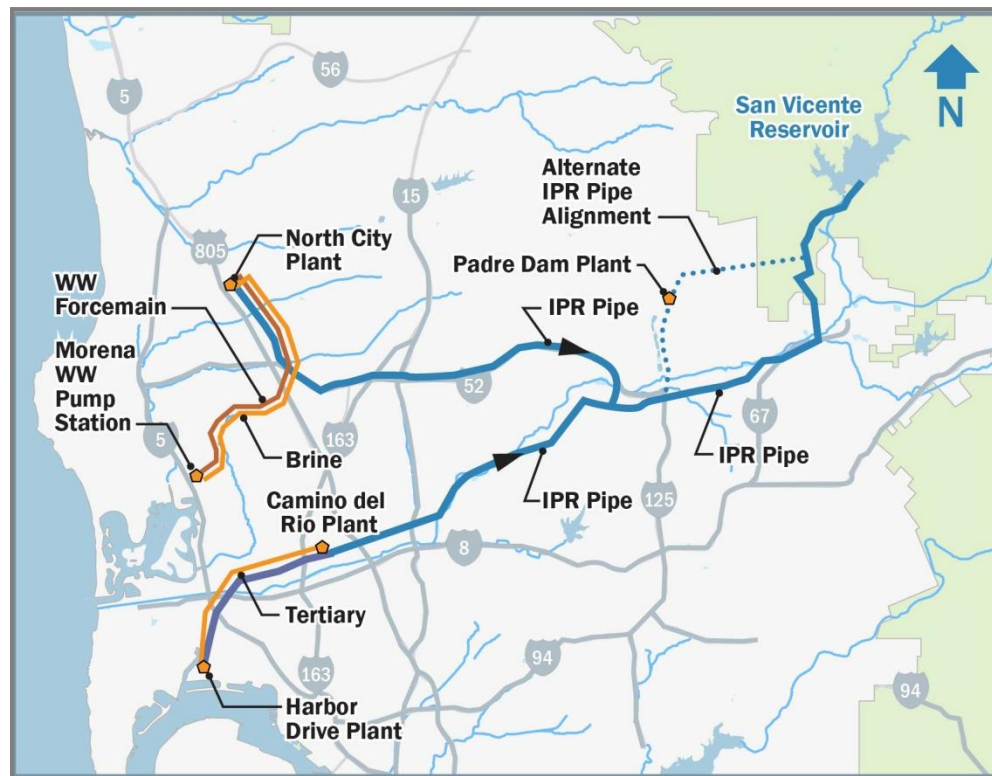 56
5
San Vicente
Reservoir
N
Alternate
IPR Pipe
Alignment
15
805
North City
Plant
Padre Dam Plant
WW
Forcemain
IPR Pipe
Morena
WW
Pump
Station
52
67
5
163
IPR Pipe
Brine
IPR Pipe
125
Camino del
Rio Plant
8
Tertiary
94
163
94
Harbor
Drive Plant